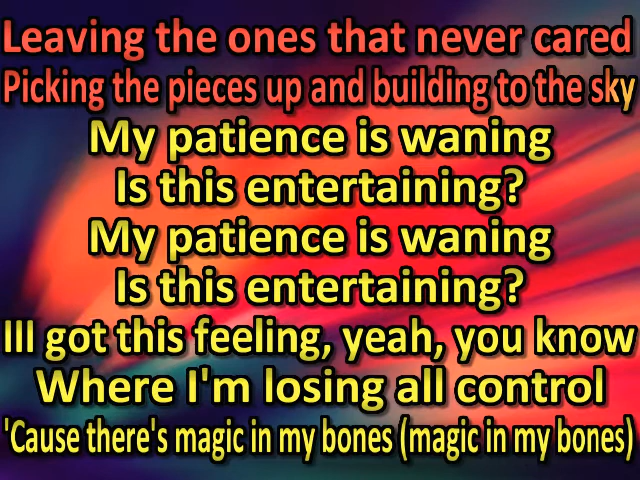 Leaving the ones that never cared
Picking the pieces up and building to the sky
My patience is waning
Is this entertaining?
My patience is waning
Is this entertaining?
III got this feeling, yeah, you know
Where I'm losing all control
'Cause there's magic in my bones (magic in my bones)